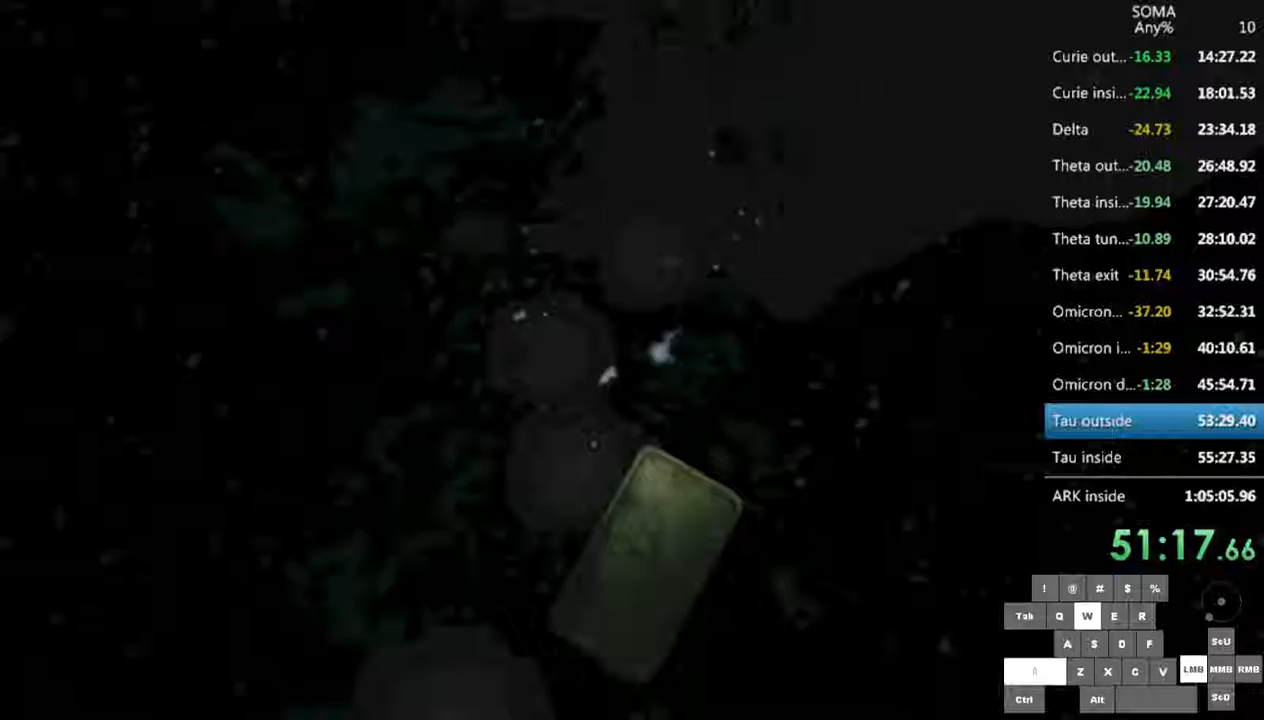 SOMA
Any% 10
Curie out... -16.33 14:27.22
Curie insi... -22.94 18:01.53
Delta -24.73 23:34.18
Theta out... -20.48 26:48.92
Theta insi... -19.94 27:20.47
Theta tun... -10.89 28:10.02
Theta exit -11.74 30:54.76
Omicron... -37.20 32:52.31
Omicron i... -1:29 40:10.61
Omicron d... -1:28 45:54.71
Tau outside 53:29.40
Tau inside 55:27.35
ARK inside 1:05:05.96
51:17.66
! @ # $ %
Tab Q W E R
A S D F ScU
Z X C V LMB MMB RMB
Ctrl Alt ScD